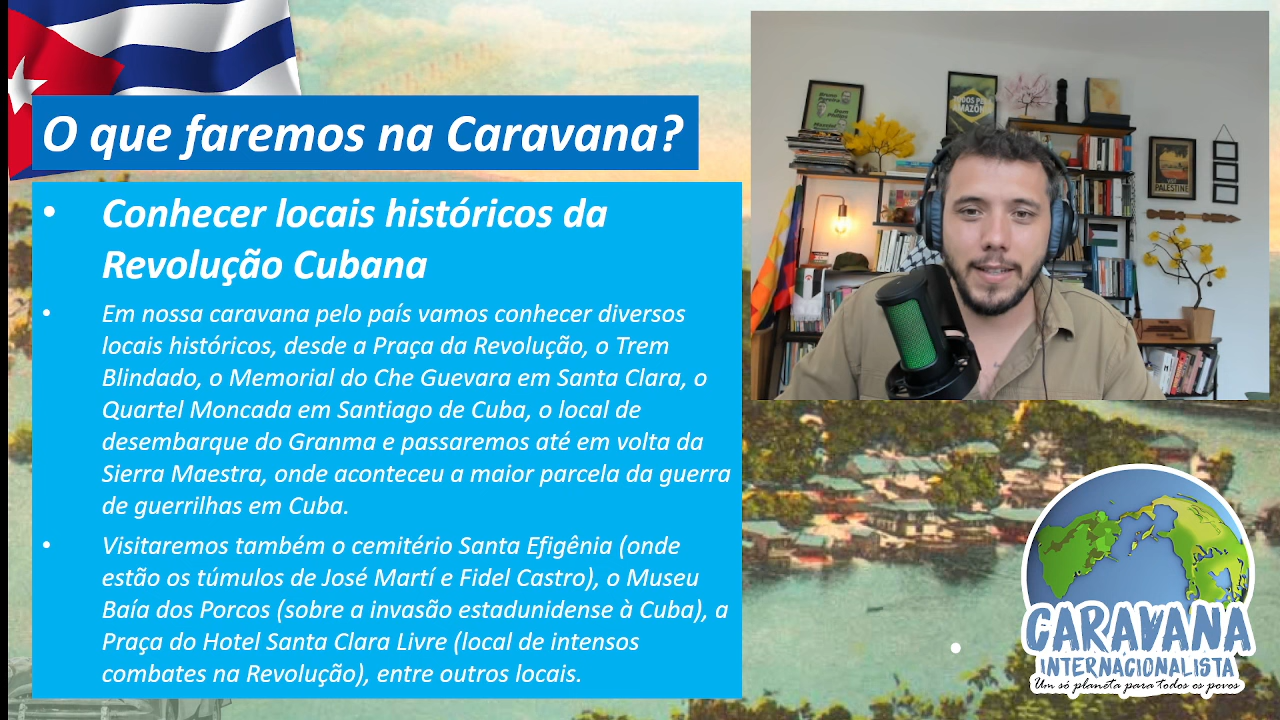 O que faremos na Caravana?
• Conhecer locais históricos da
Revolução Cubana
• Em nossa caravana pelo país vamos conhecer diversos
locais históricos, desde a Praça da Revolução, o Trem
Blindado, o Memorial do Che Guevara em Santa Clara, o
Quartel Moncada em Santiago de Cuba, o local de
desembarque do Granma e passaremos até em volta da
Sierra Maestra, onde aconteceu a maior parcela da guerra
de guerrilhas em Cuba.
• Visitaremos também o cemitério Santa Efigênia (onde
estão os túmulos de José Martí e Fidel Castro), o Museu
Baía dos Porcos (sobre a invasão estadunidense à Cuba), a
Praça do Hotel Santa Clara Livre (local de intensos
combates na Revolução), entre outros locais.
TODOS PELA
AMAZÔN
PALESTINE
CARAVANA
INTERNACIONALISTA
Um só planeta para todos os povos